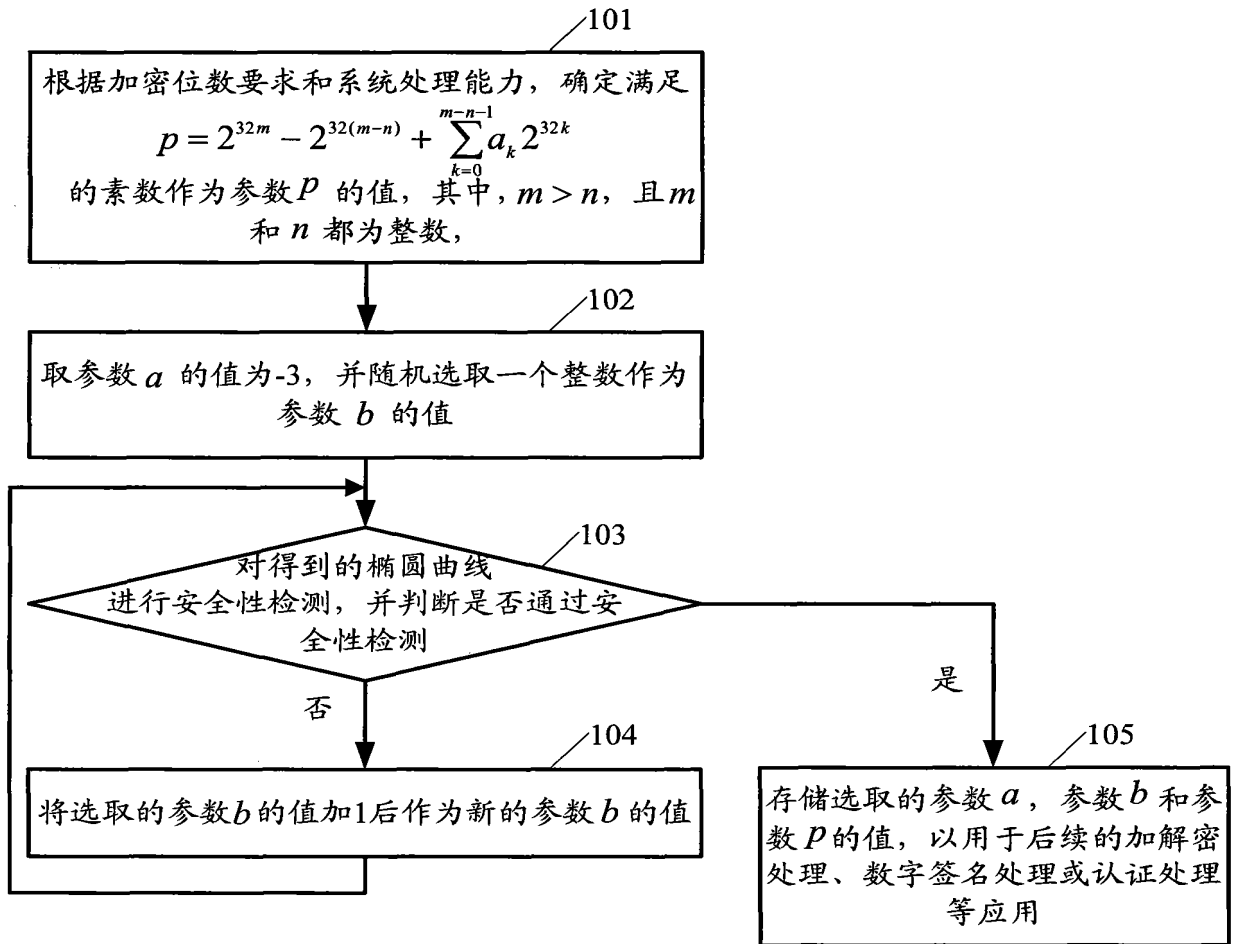 101
根据加密位数要求和系统处理能力，确定满足
p = 2^{32m} − 2^{32(m−n)} + \sum_{k=0}^{m−n−1} a_k 2^{32k}
的素数作为参数p 的值，其中，m > n，且m
和 n 都为整数，
102
取参数a 的值为-3，并随机选取一个整数作为
参数 b 的值
103
对得到的椭圆曲线
进行安全性检测，并判断是否通过安
全性检测
是
否
104
将选取的参数b的值加1后作为新的参数b 的值
105
存储选取的参数a，参数b 和参
数p的值，以用于后续的加解密
处理、数字签名处理或认证处理
等应用